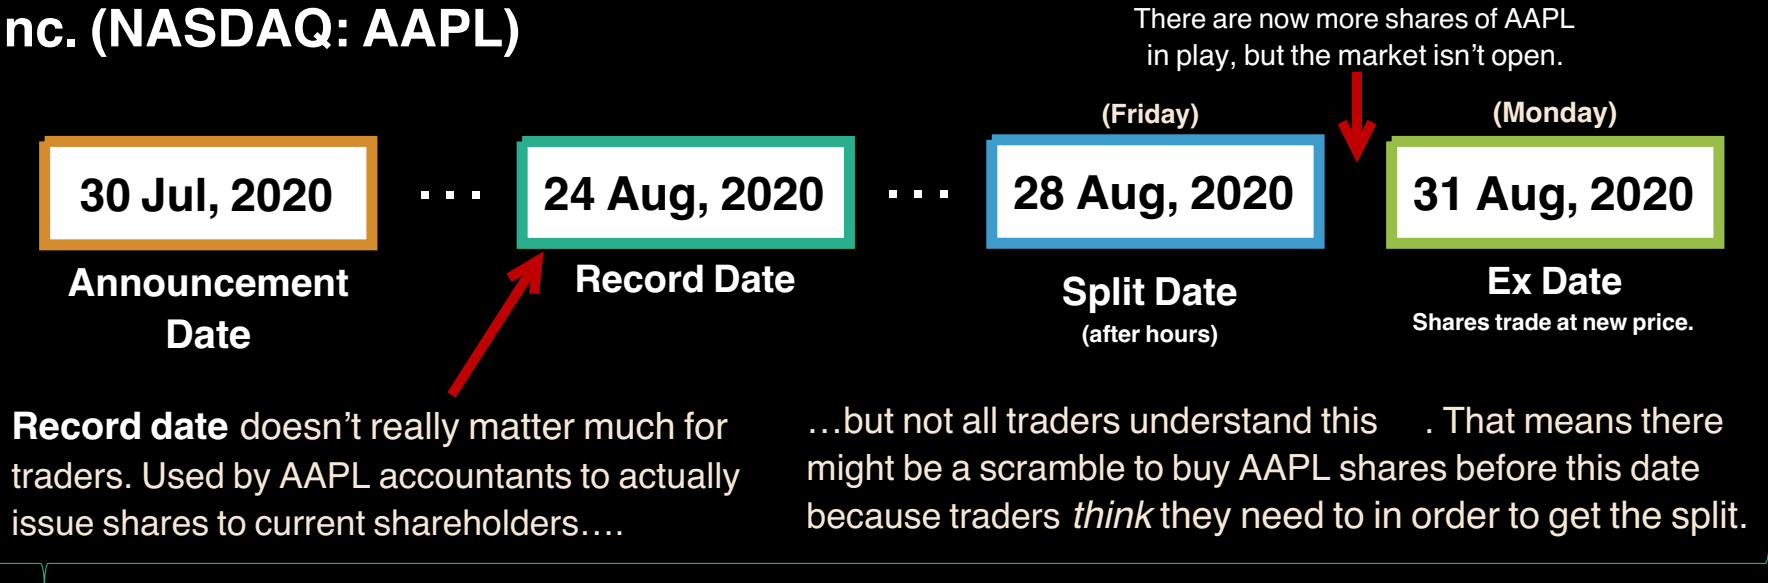 nc. (NASDAQ: AAPL)
There are now more shares of AAPL
in play, but the market isn’t open.
(Friday)
(Monday)
30 Jul, 2020
...
24 Aug, 2020
...
28 Aug, 2020
31 Aug, 2020
Announcement
Date
Record Date
Split Date
(after hours)
Ex Date
Shares trade at new price.
Record date doesn’t really matter much for
traders. Used by AAPL accountants to actually
issue shares to current shareholders….
…but not all traders understand this . That means there
might be a scramble to buy AAPL shares before this date
because traders think they need to in order to get the split.